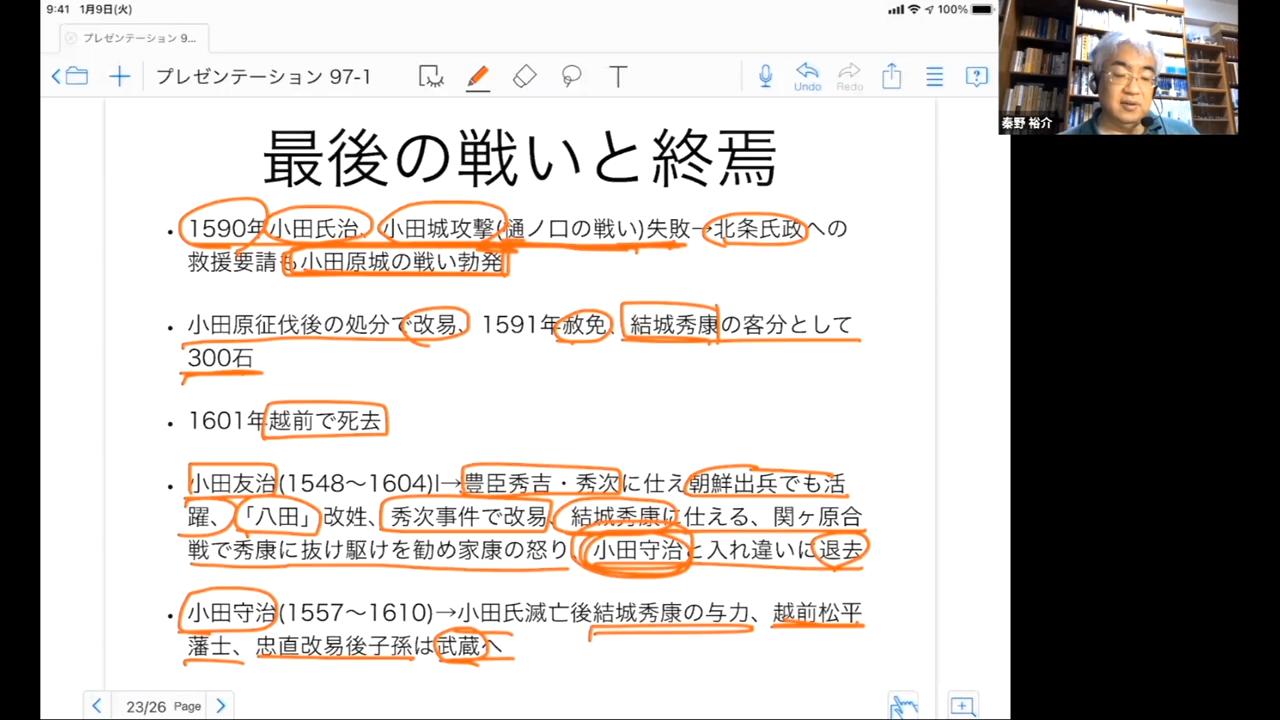 9:41 1月9日(火)
100%
プレゼンテーション 9...
プレゼンテーション 97-1
T
Undo
Redo
秦野 裕介
最後の戦いと終焉
• 1590年小田氏治、小田城攻撃(樋ノ口の戦い)失敗→北条氏政への
救援要請も小田原城の戦い勃発
• 小田原征伐後の処分で改易、1591年赦免、結城秀康の客分として
300石
• 1601年越前で死去
• 小田友治(1548〜1604)l→豊臣秀吉・秀次に仕え朝鮮出兵でも活
躍、「八田」改姓、秀次事件で改易、結城秀康に仕える、関ヶ原合
戦で秀康に抜け駆けを勧め家康の怒り、小田守治と入れ違いに退去
• 小田守治(1557〜1610)→小田氏滅亡後結城秀康の与力、越前松平
藩士、忠直改易後子孫は武蔵へ
23/26 Page